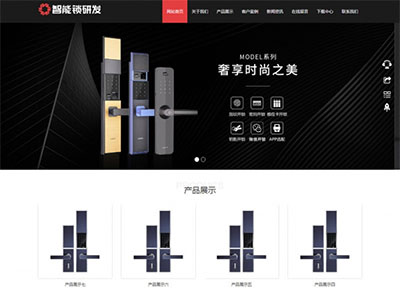 智能锁研发
网站首页 关于我们 产品展示 客户案例 新闻资讯 在线留言 下载中心 联系我们
MODEL系列
奢享时尚之美
指纹开锁 密码开锁 感应卡开锁
钥匙开锁 APP远程
产品展示
产品展示七 产品展示六 产品展示五 产品展示四